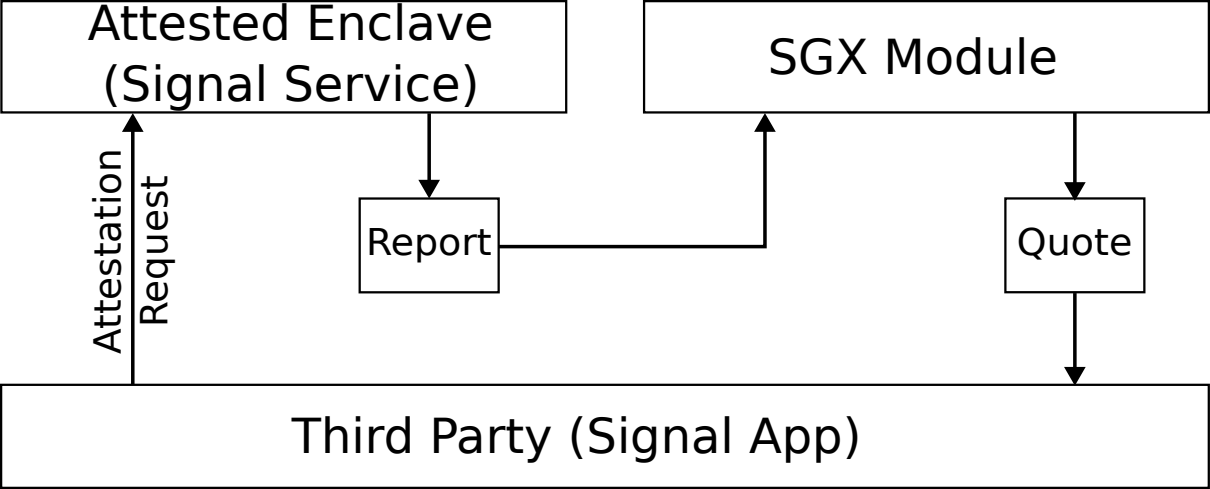 Attested Enclave
(Signal Service)
SGX Module
Attestation
Request
Report
Quote
Third Party (Signal App)